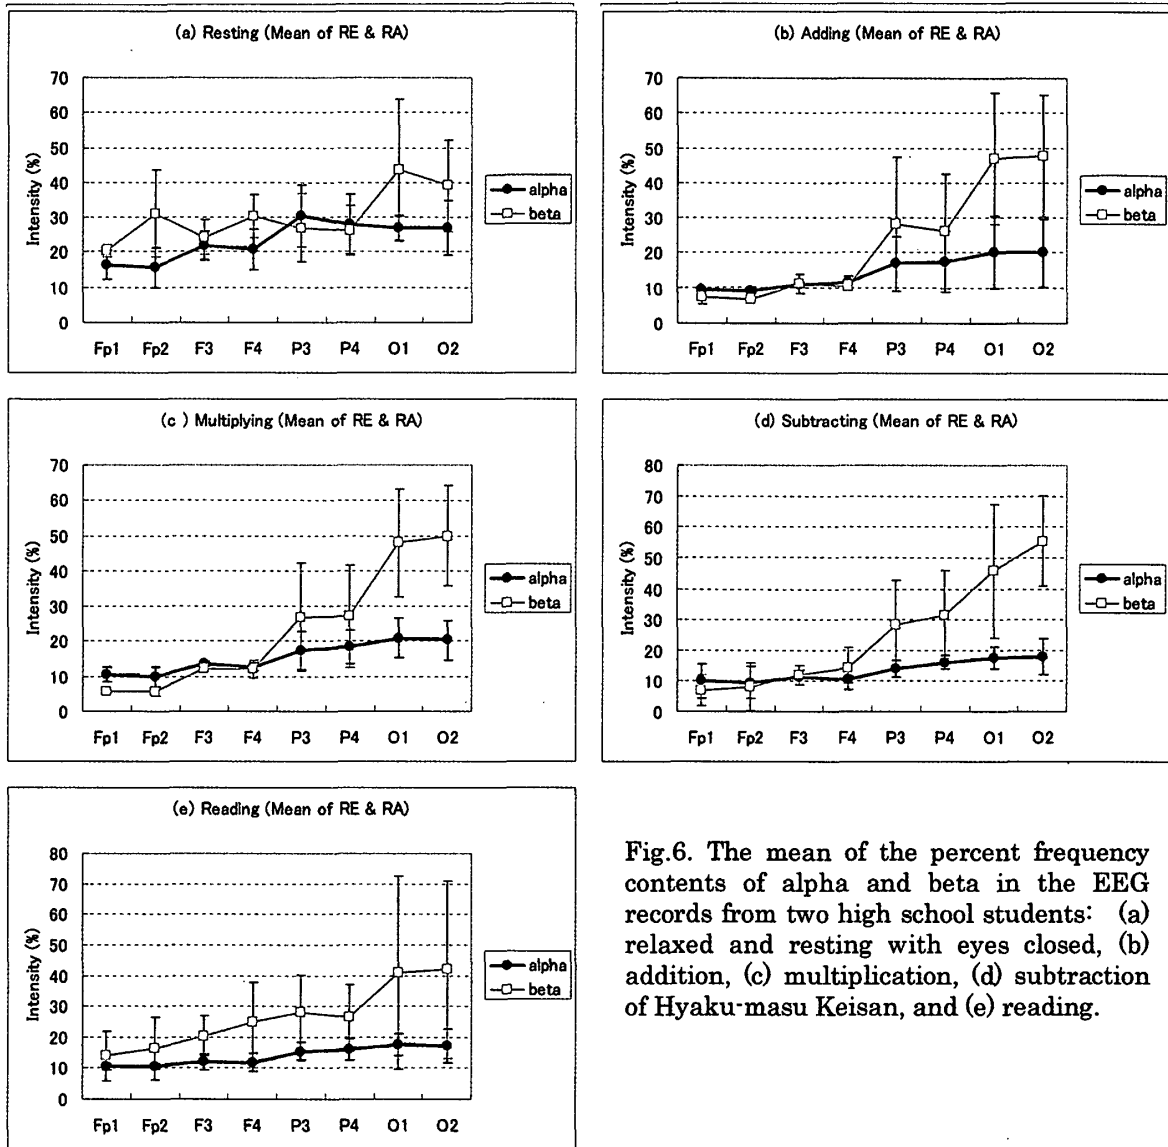 (a) Resting (Mean of RE & RA)
70
60
50
40
30
20
10
0
Intensity (%)
Fp1 Fp2 F3 F4 P3 P4 O1 O2
alpha
beta
(b) Adding (Mean of RE & RA)
70
60
50
40
30
20
10
0
Intensity (%)
Fp1 Fp2 F3 F4 P3 P4 O1 O2
alpha
beta
(c ) Multiplying (Mean of RE & RA)
70
60
50
40
30
20
10
0
Intensity (%)
Fp1 Fp2 F3 F4 P3 P4 O1 O2
alpha
beta
(d) Subtracting (Mean of RE & RA)
80
70
60
50
40
30
20
10
0
Intensity (%)
Fp1 Fp2 F3 F4 P3 P4 O1 O2
alpha
beta
(e) Reading (Mean of RE & RA)
80
70
60
50
40
30
20
10
0
Intensity (%)
Fp1 Fp2 F3 F4 P3 P4 O1 O2
alpha
beta
Fig.6. The mean of the percent frequency
contents of alpha and beta in the EEG
records from two high school students: (a)
relaxed and resting with eyes closed, (b)
addition, (c) multiplication, (d) subtraction
of Hyaku-masu Keisan, and (e) reading.